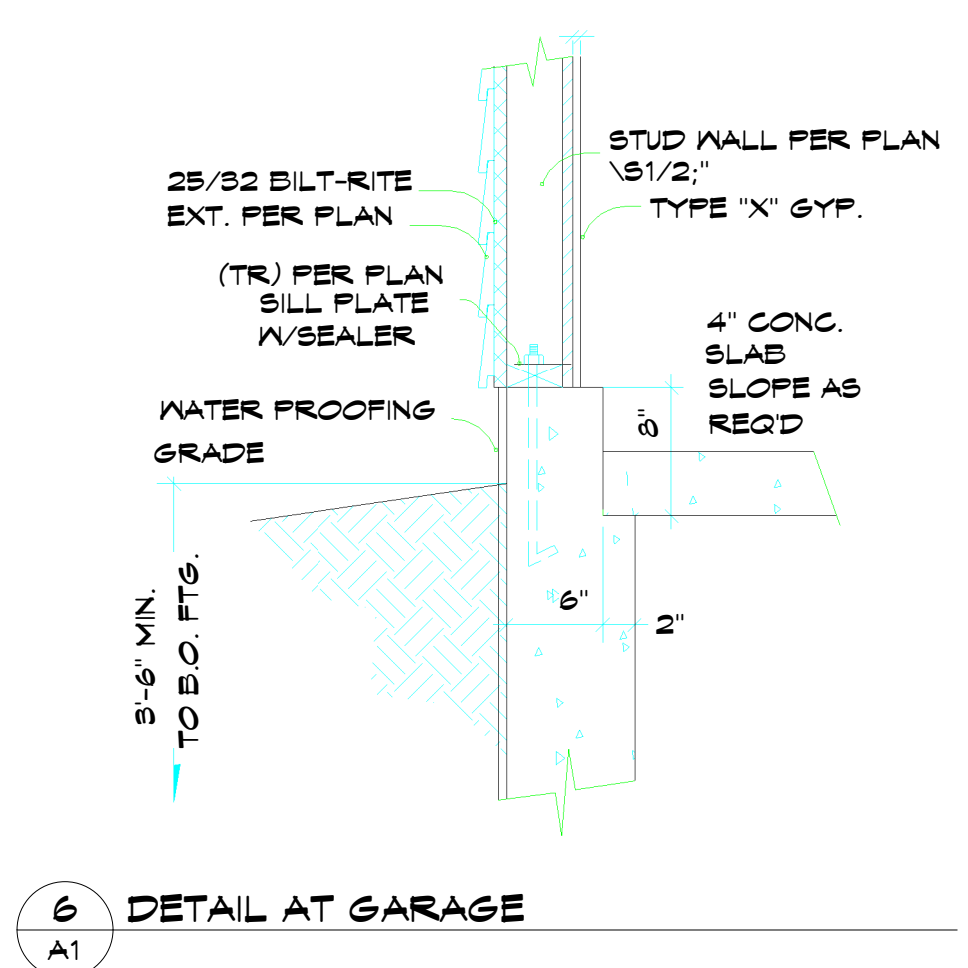 STUD WALL PER PLAN
\S1/2;"
TYPE "X" GYP.
25/32 BILT-RITE
EXT. PER PLAN
(TR) PER PLAN
SILL PLATE
W/SEALER
4" CONC.
SLAB
SLOPE AS
REQ'D
WATER PROOFING
GRADE
8"
3'-6" MIN.
TO B.O. FTG.
6"
2"
6
DETAIL AT GARAGE
A1